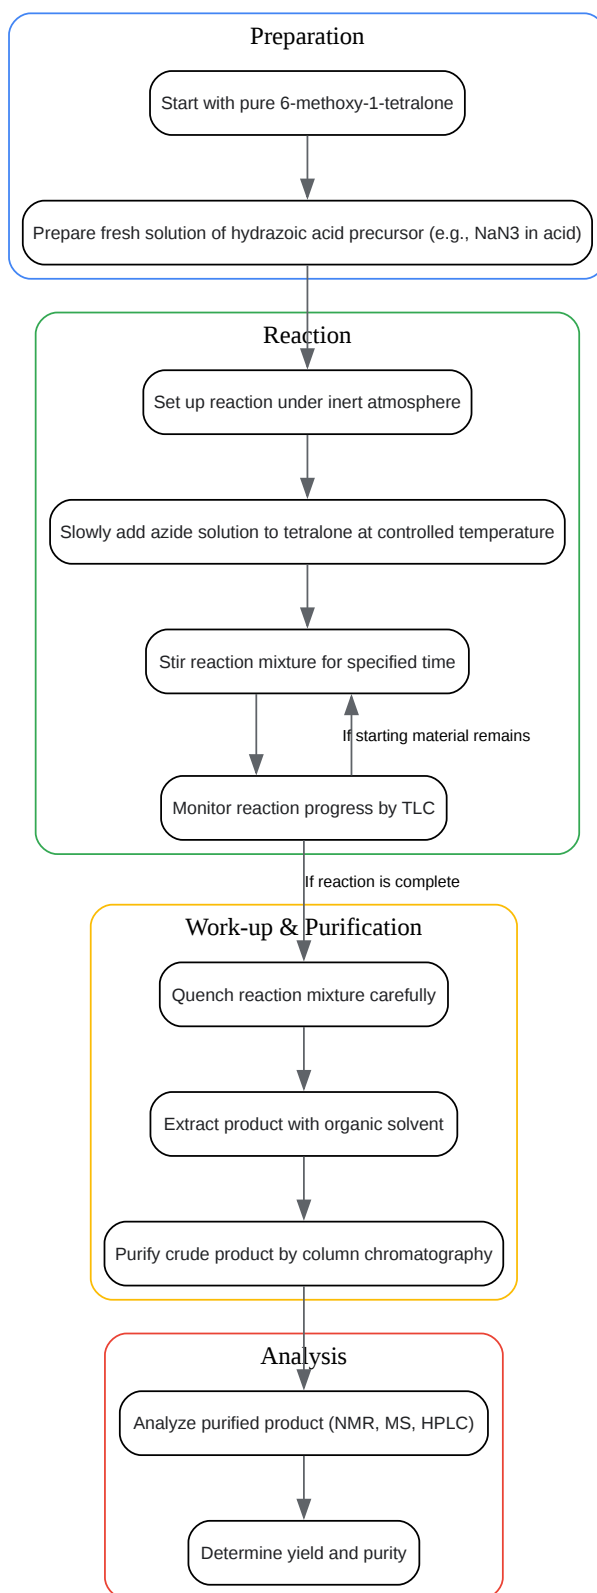 Preparation
Start with pure 6-methoxy-1-tetralone
Prepare fresh solution of hydrazoic acid precursor (e.g., NaN3 in acid)
Reaction
Set up reaction under inert atmosphere
Slowly add azide solution to tetralone at controlled temperature
Stir reaction mixture for specified time
If starting material remains
Monitor reaction progress by TLC
If reaction is complete
Work-up & Purification
Quench reaction mixture carefully
Extract product with organic solvent
Purify crude product by column chromatography
Analysis
Analyze purified product (NMR, MS, HPLC)
Determine yield and purity